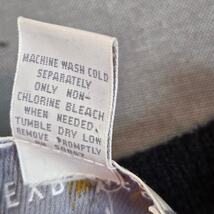 MACHINE WASH COLD
SEPARATELY
ONLY NON-
CHLORINE BLEACH
WHEN NEEDED,
TUMBLE DRY LOW
REMOVE PROMPTLY